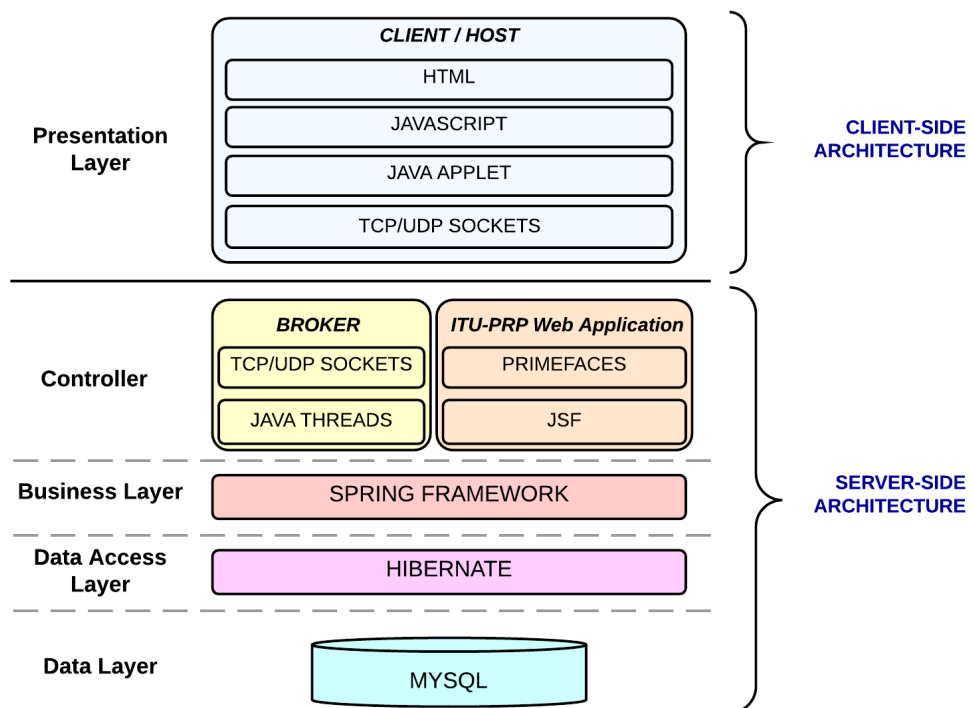 CLIENT / HOST
HTML
JAVASCRIPT
JAVA APPLET
TCP/UDP SOCKETS
Presentation
Layer
CLIENT-SIDE
ARCHITECTURE
BROKER
TCP/UDP SOCKETS
JAVA THREADS
ITU-PRP Web Application
PRIMEFACES
JSF
Controller
Business Layer
SPRING FRAMEWORK
SERVER-SIDE
ARCHITECTURE
Data Access
Layer
HIBERNATE
Data Layer
MYSQL